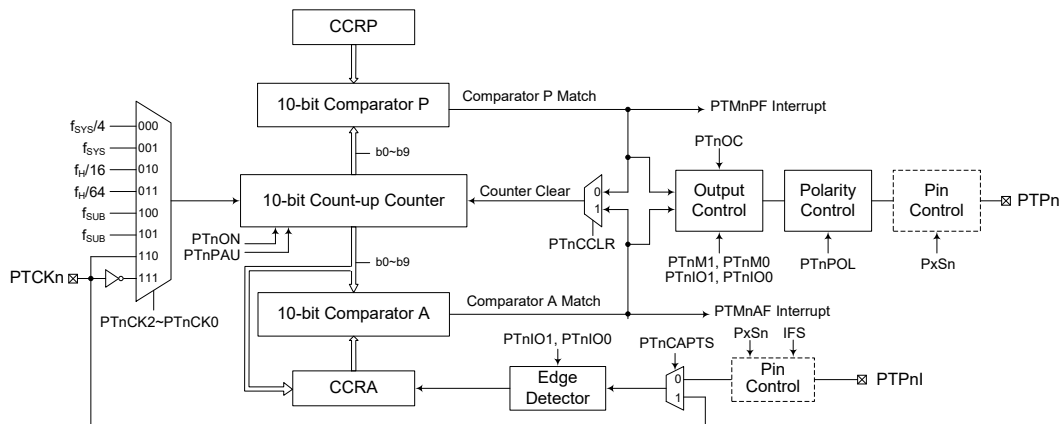 CCRP
10-bit Comparator P
Comparator P Match
PTMnPF Interrupt
b0~b9
fSYS/4
000
fSYS
001
fH/16
010
fH/64
011
fSUB
100
fSUB
101
110
111
PTCKn
PTnCK2~PTnCK0
10-bit Count-up Counter
PTnON
PTnPAU
Counter Clear
0
1
PTnCCLR
PTnOC
Output
Control
PTnM1, PTnM0
PTnIO1, PTnIO0
Polarity
Control
PTnPOL
Pin
Control
PxSn
PTPn
b0~b9
10-bit Comparator A
Comparator A Match
PTMnAF Interrupt
CCRA
PTnIO1, PTnIO0
Edge
Detector
PTnCAPTS
0
1
PxSn
IFS
Pin
Control
PTPnI